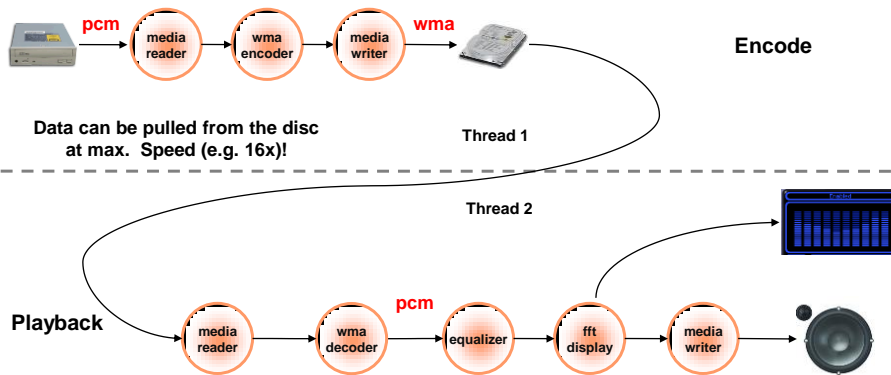 pcm
media
reader
wma
encoder
media
writer
wma
Encode
Data can be pulled from the disc
at max. Speed (e.g. 16x)!
Thread 1
Thread 2
Enabled
Playback
media
reader
wma
decoder
pcm
equalizer
fft
display
media
writer